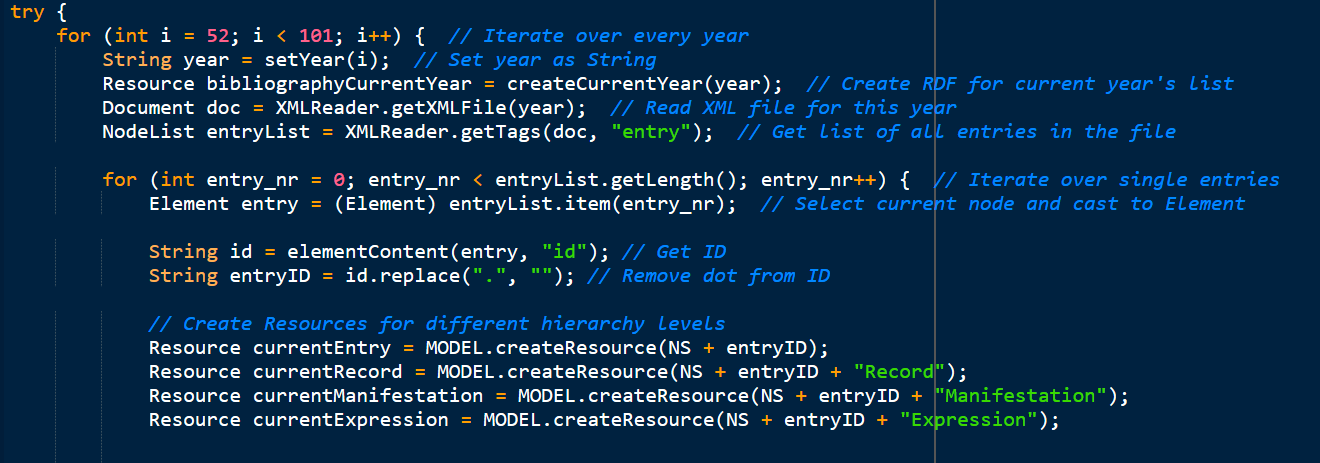 try {
for (int i = 52; i < 101; i++) { // Iterate over every year
String year = setYear(i); // Set year as String
Resource bibliographyCurrentYear = createCurrentYear(year); // Create RDF for current year's list
Document doc = XMLReader.getXMLFile(year); // Read XML file for this year
NodeList entryList = XMLReader.getTags(doc, "entry"); // Get list of all entries in the file
for (int entry_nr = 0; entry_nr < entryList.getLength(); entry_nr++) { // Iterate over single entries
Element entry = (Element) entryList.item(entry_nr); // Select current node and cast to Element
String id = elementContent(entry, "id"); // Get ID
String entryID = id.replace(".", ""); // Remove dot from ID
// Create Resources for different hierarchy levels
Resource currentEntry = MODEL.createResource(NS + entryID);
Resource currentRecord = MODEL.createResource(NS + entryID + "Record");
Resource currentManifestation = MODEL.createResource(NS + entryID + "Manifestation");
Resource currentExpression = MODEL.createResource(NS + entryID + "Expression");